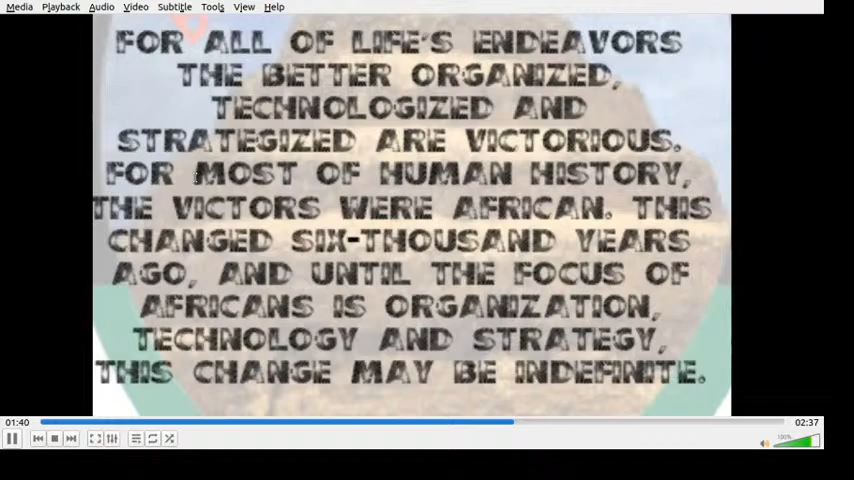 Media Playback Audio Video Subtitle Tools View Help
FOR ALL OF LIFE'S ENDEAVORS
THE BETTER ORGANIZED,
TECHNOLOGIZED AND
STRATEGIZED ARE VICTORIOUS.
FOR MOST OF HUMAN HISTORY,
THE VICTORS WERE AFRICAN. THIS
CHANGED SIX-THOUSAND YEARS
AGO, AND UNTIL THE FOCUS OF
AFRICANS IS ORGANIZATION,
TECHNOLOGY AND STRATEGY,
THIS CHANGE MAY BE INDEFINITE.
01:40 02:37
100%